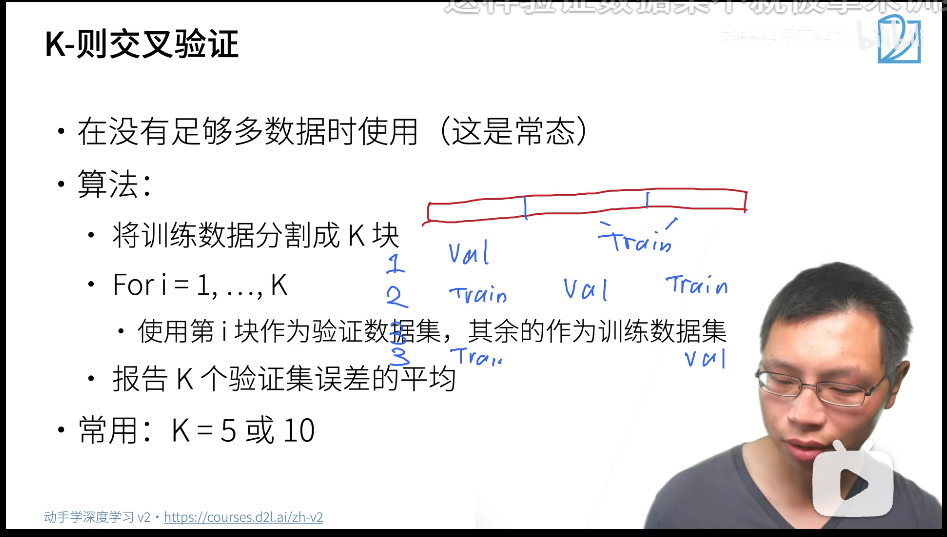 K-则交叉验证
• 在没有足够多数据时使用（这是常态）
• 算法：
• 将训练数据分割成 K 块
Val Train
1
• For i = 1, …, K
2 Train Val Train
• 使用第 i 块作为验证数据集，其余的作为训练数据集
3 Trai Val
• 报告 K 个验证集误差的平均
• 常用：K = 5 或 10
动手学深度学习 v2 • https://courses.d2l.ai/zh-v2